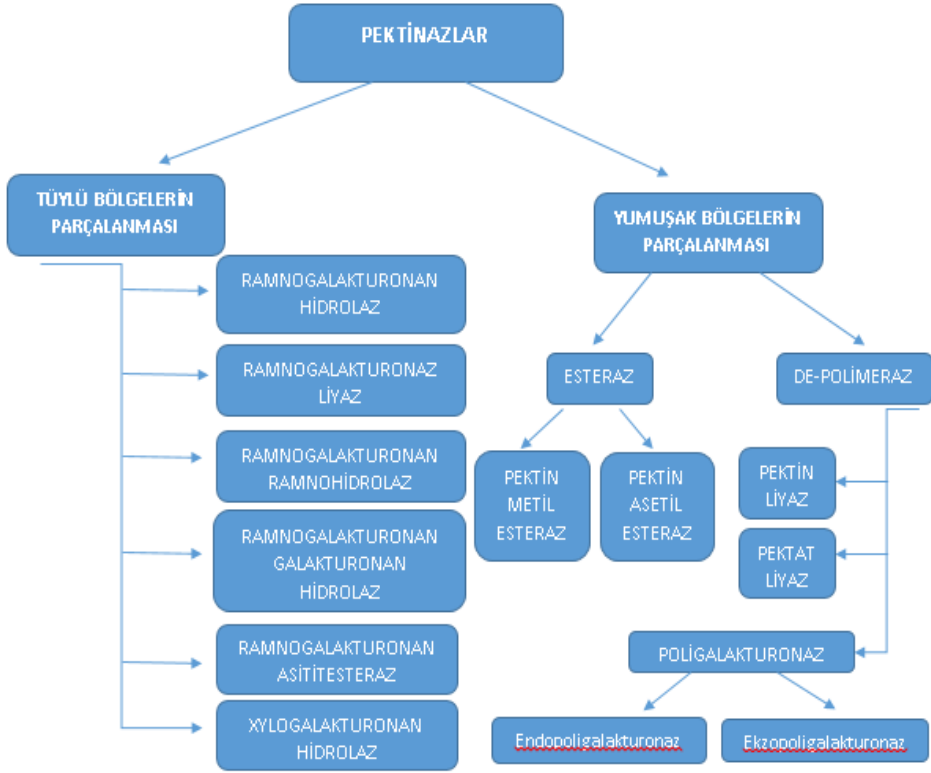 PEKTİNAZLAR
TÜYLÜ BÖLGELERİN
PARÇALANMASI
RAMNOGALAKTURONAN
HİDROLAZ
RAMNOGALAKTURONAZ
LİYAZ
RAMNOGALAKTURONAN
RAMNOHİDROLAZ
RAMNOGALAKTURONAN
GALAKTURONAN
HİDROLAZ
RAMNOGALAKTURONAN
ASİTİTESTERAZ
XYLOGALAKTURONAN
HİDROLAZ
YUMUŞAK BÖLGELERİN
PARÇALANMASI
ESTERAZ
PEKTİN
METİL
ESTERAZ
PEKTİN
ASETİL
ESTERAZ
DE-POLİMERAZ
PEKTİN
LİYAZ
PEKTAT
LİYAZ
POLİGALAKTURONAZ
Endopoligalakturonaz
Ekzopoligalakturonaz